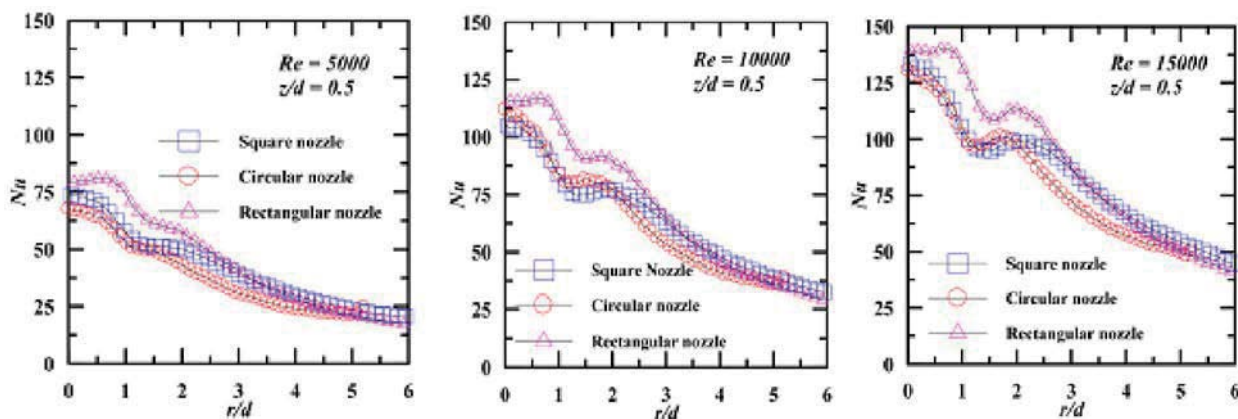 150
125
100
75
50
25
0
Nu
Re = 5000
z/d = 0.5
Square nozzle
Circular nozzle
Rectangular nozzle
0 1 2 3 4 5 6
r/d
150
125
100
75
50
25
0
Nu
Re = 10000
z/d = 0.5
Square Nozzle
Circular nozzle
Rectangular nozzle
0 1 2 3 4 5 6
r/d
150
125
100
75
50
25
0
Nu
Re = 15000
z/d = 0.5
Square nozzle
Circular nozzle
Rectangular nozzle
0 1 2 3 4 5 6
r/d